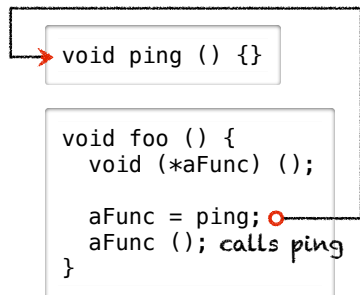 void ping () {}
void foo () {
void (*aFunc) ();
aFunc = ping;
aFunc (); calls ping
}